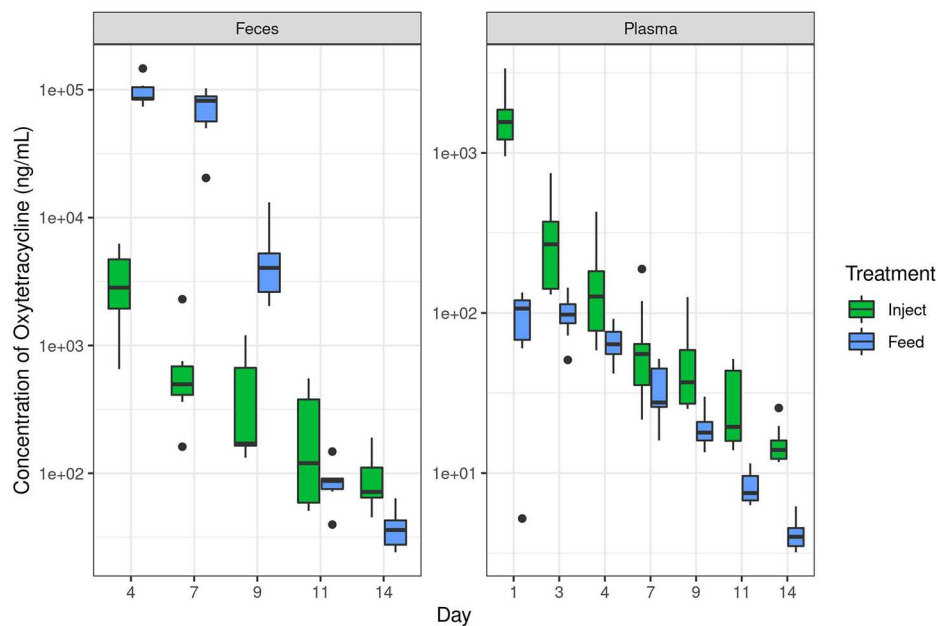 Feces
Plasma
Concentration of Oxytetracycline (ng/mL)
1e+05
1e+04
1e+03
1e+02
1e+03
1e+02
1e+01
4 7 9 11 14
1 3 4 7 9 11 14
Day
Treatment
Inject
Feed